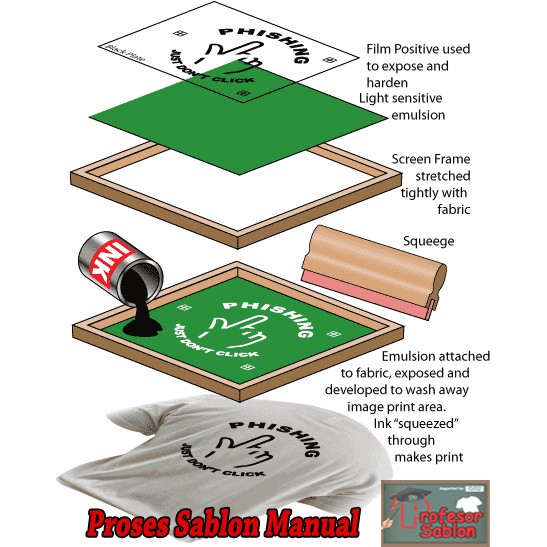 PHISHING
JUST DON'T CLICK
Black Plate
Film Positive used
to expose and
harden
Light sensitive
emulsion
Screen Frame
stretched
tightly with
fabric
Squeege
INK
PHISHING
JUST DON'T CLICK
Emulsion attached
to fabric, exposed and
developed to wash away
image print area.
Ink "squeezed"
through
makes print
PHISHING
JUST DON'T CLICK
Proses Sablon Manual
Supported by:
Profesor
Sablon